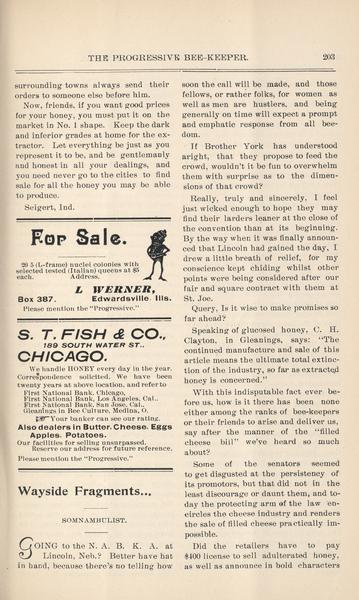 THE PROGRESSIVE BEE-KEEPER. 203
surrounding towns always send their
orders to someone else before him.
Now, friends, if you want good prices
for your honey, you must put it on the
market in No. 1 shape. Keep the dark
and inferior grades at home for the ex-
tractor. Let everything be just as you
represent it to be, and be gentlemanly
and honest in all your dealings, and
you need never go to the cities to find
sale for all the honey you may be able
to produce.
Seigert, Ind.
For Sale.
20 5 (L-frame) nuclei colonies with
selected tested (Italian) queens at $5
each. Address,
L WERNER,
Box 387. Edwardsville Ills.
Please mention the "Progressive."
S. T. FISH & CO.,
189 SOUTH WATER ST..
CHICAGO.
We handle HONEY every day in the year.
Correspondence solicited. We have been
twenty years at above location, and refer to
First National Bank, Chicago,
First National Bank, Los Angeles, Cal..
First National Bank, San Jose, Cal.,
Gleanings in Bee Culture, Medina, O.
Your banker can see our rating.
Also dealers in Butter. Cheese. Eggs
Apples. Potatoes.
Our facilities for selling unsurpassed.
Reserve our address for future reference.
Please mention the "Progressive."
Wayside Fragments...
SOMNAMBULIST.
GOING to the N. A. B. K. A. at
Lincoln, Neb.? Better have hat
in hand, because there's no telling how
soon the call will be made, and those
fellows, or rather folks, for women as
well as men are hustlers, and being
generally on time will expect a prompt
and emphatic response from all bee-
dom.
If Brother York has understood
aright, that they propose to feed the
crowd, wouldn't it be fun to overwhelm
them with surprise as to the dimen-
sions of that crowd?
Really, truly and sincerely, I feel
just wicked enough to hope they may
find their larders leaner at the close of
the convention than at its beginning.
By the way when it was finally announc-
ed that Lincoln had gained the day, I
drew a little breath of relief, for my
conscience kept chiding whilst other
points were being considered after our
fair and square contract with them at
St. Joe.
Query, Is it wise to make promises so
far ahead?
Speaking of glucosed honey, C. H.
Clayton, in Gleanings, says: "The
continued manufacture and sale of this
article means the ultimate total extinc-
tion of the industry, so far as extracted
honey is concerned."
With this indisputable fact ever be-
fore us, how is it there has been none
either among the ranks of bee-keepers
or their friends to arise and deliver us,
say after the manner of the "filled
cheese bill" we've heard so much
about?
Some of the senators seemed
to get disgusted at the persistency of
its promotors, but that did not in the
least discourage or daunt them, and to-
day the protecting arm of the law en-
circles the cheese industry and renders
the sale of filled cheese practically im-
possible.
Did the retailers have to pay
$400 license to sell adulterated honey,
as well as announce in bold characters